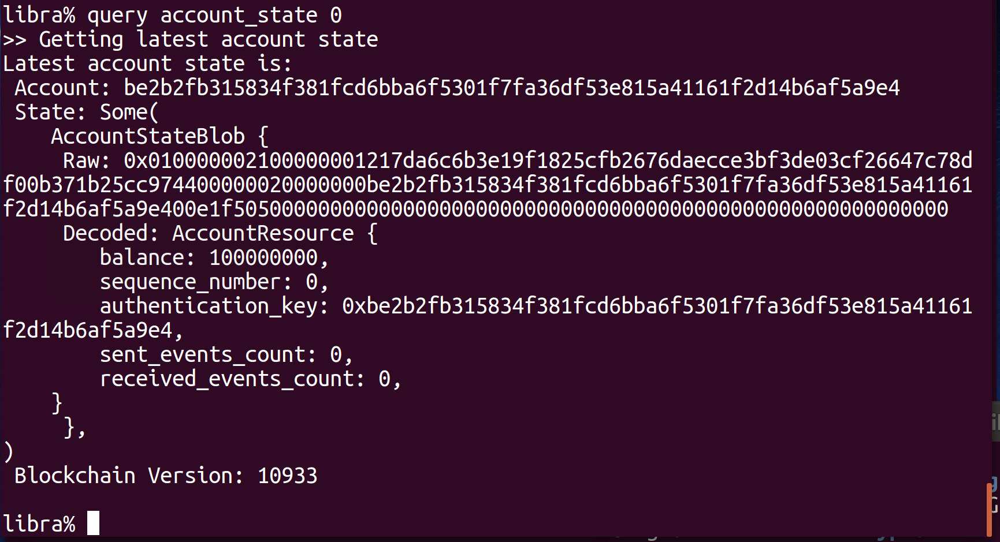 libra% query account_state 0
>> Getting latest account state
Latest account state is:
 Account: be2b2fb315834f381fcd6bba6f5301f7fa36df53e815a41161f2d14b6af5a9e4
 State: Some(
    AccountStateBlob {
     Raw: 0x010000002100000001217da6c6b3e19f1825cfb2676daecce3bf3de03cf26647c78d
f00b371b25cc974400000020000000be2b2fb315834f381fcd6bba6f5301f7fa36df53e815a41161
f2d14b6af5a9e400e1f5050000000000000000000000000000000000000000000000000000000
     Decoded: AccountResource {
        balance: 100000000,
        sequence_number: 0,
        authentication_key: 0xbe2b2fb315834f381fcd6bba6f5301f7fa36df53e815a41161
f2d14b6af5a9e4,
        sent_events_count: 0,
        received_events_count: 0,
    }
     },
)
 Blockchain Version: 10933
libra%